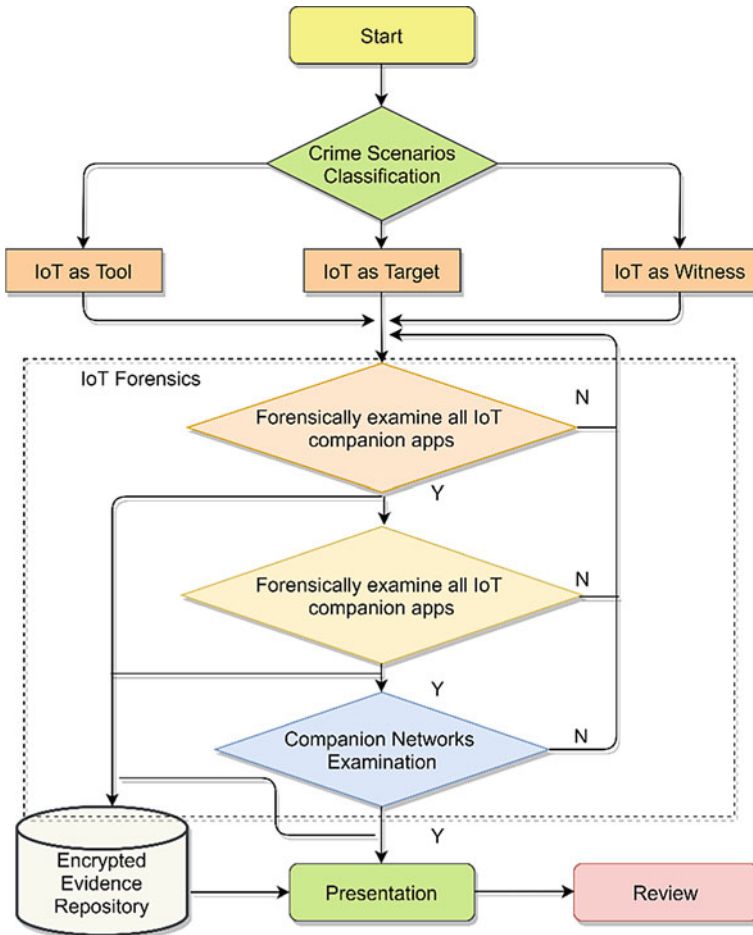 Start
Crime Scenarios
Classification
IoT as Tool
IoT as Target
IoT as Witness
IoT Forensics
Forensically examine all IoT
companion apps
N
Y
Forensically examine all IoT
companion apps
N
Y
Companion Networks
Examination
N
Y
Encrypted
Evidence
Repository
Presentation
Review